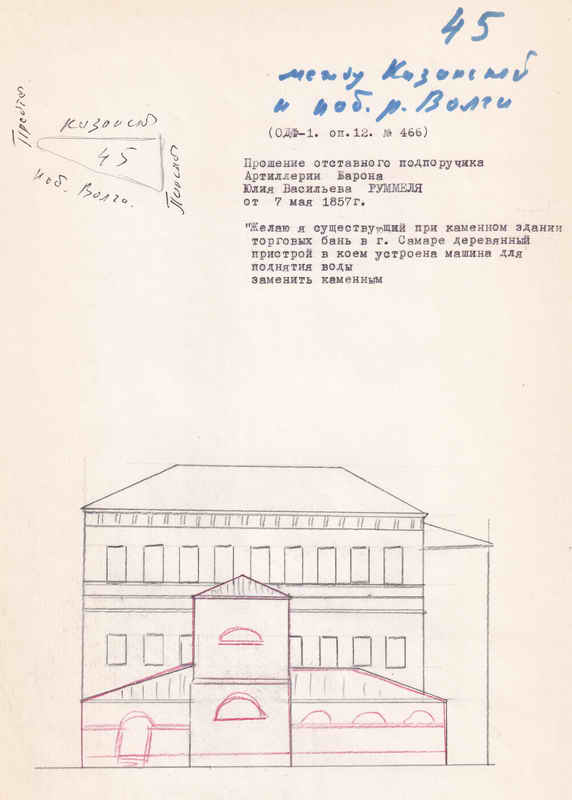 45
между Казанской
и наб. р. Волги
(ОДФ-1. оп.12. № 466)
Казанской
45
наб. Волги.
Прошение отставного подпоручика
Артиллерии Барона
Юлия Васильева РУММЕЛЯ
от 7 мая 1857г.
"Желаю я существующий при каменном здании
торговых бань в г. Самаре деревянный
пристрой в коем устроена машина для
поднятия воды
заменить каменным